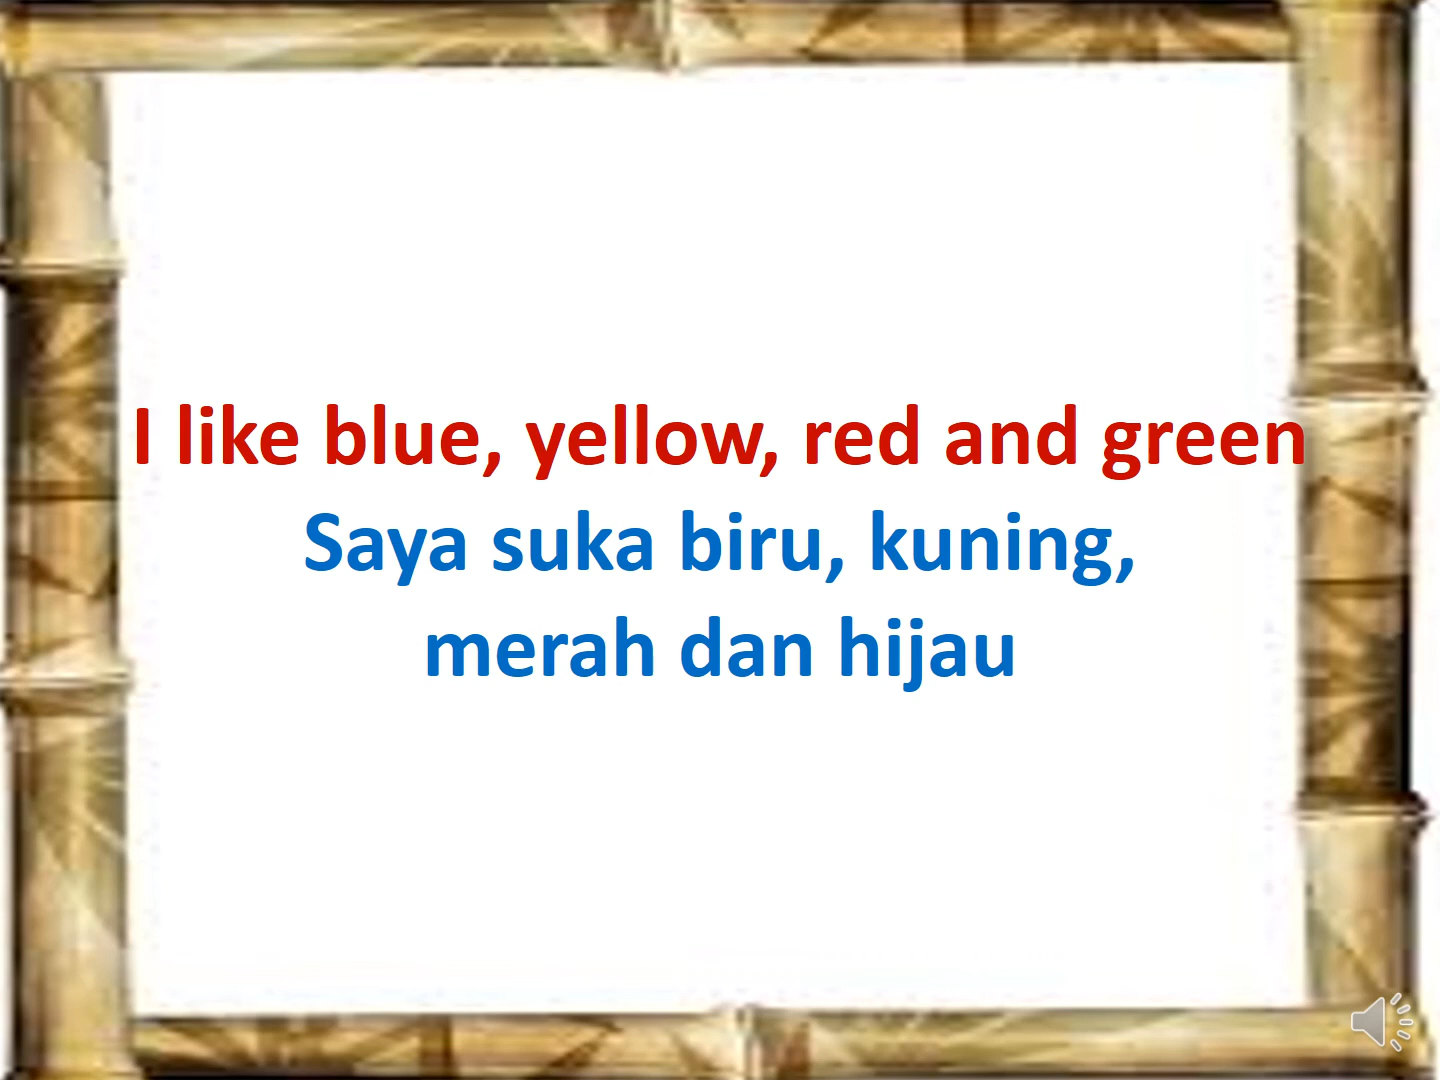 I like blue, yellow, red and green
Saya suka biru, kuning,
merah dan hijau